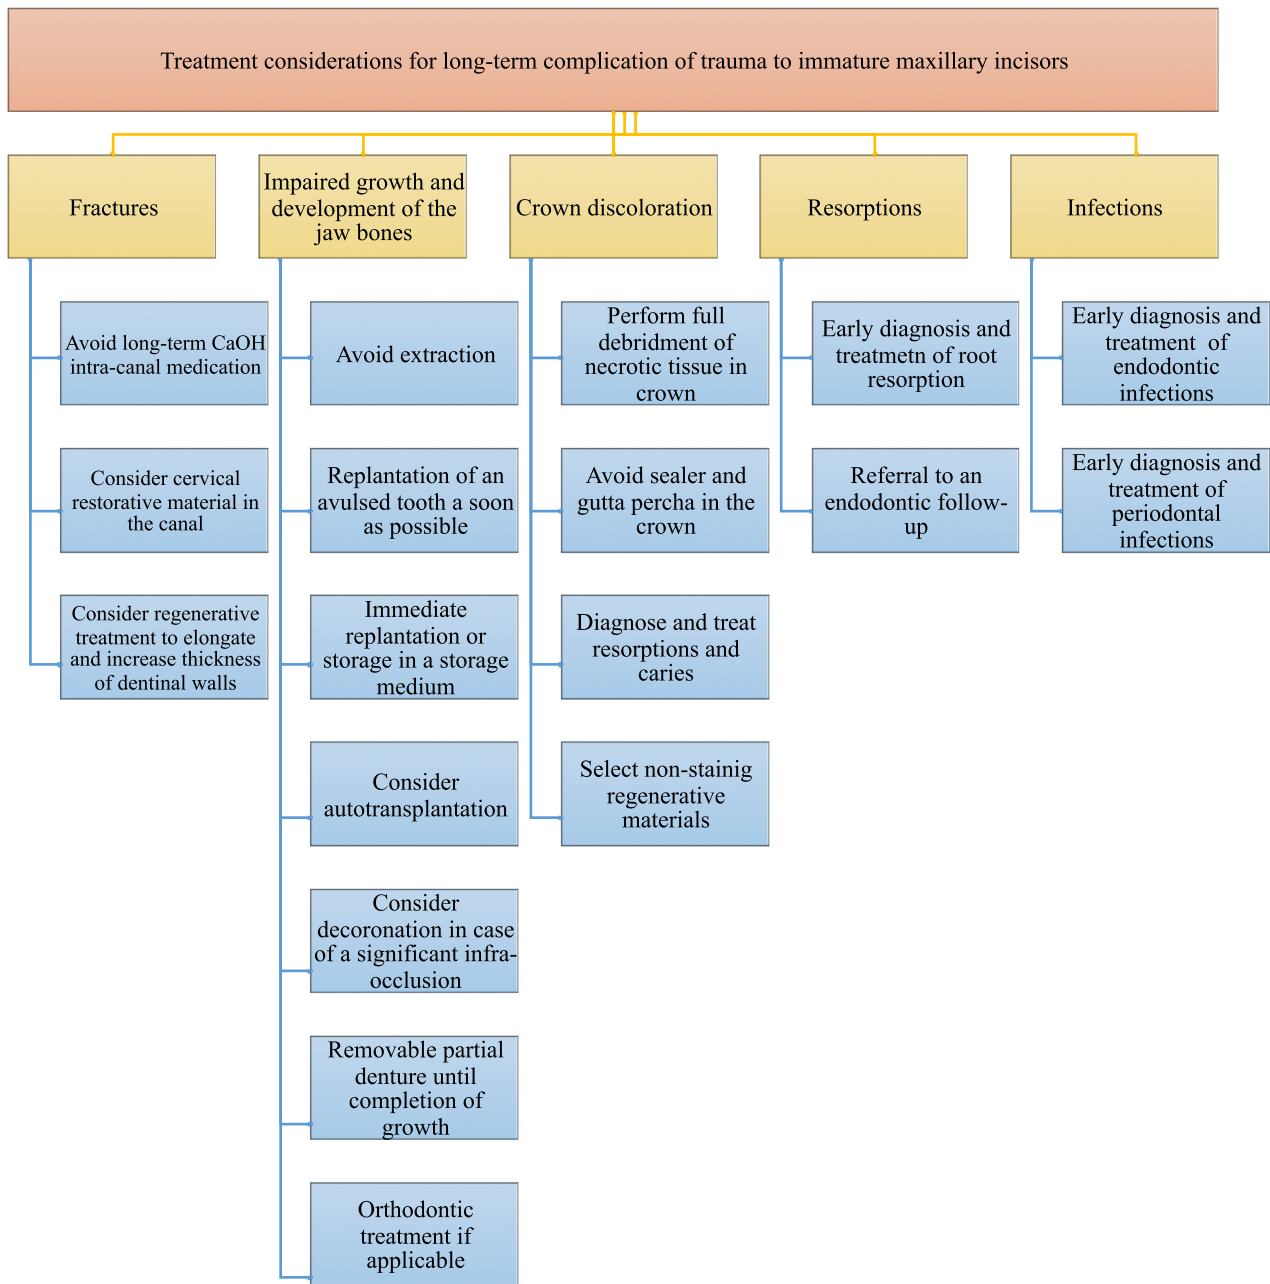 Treatment considerations for long-term complication of trauma to immature maxillary incisors
Fractures
Avoid long-term CaOH
intra-canal medication
Consider cervical
restorative material in
the canal
Consider regenerative
treatment to elongate
and increase thickness
of dentinal walls
Impaired growth and
development of the
jaw bones
Avoid extraction
Replantation of an
avulsed tooth a soon
as possible
Immediate
replantation or
storage in a storage
medium
Consider
autotransplantation
Consider
decoronation in case
of a significant infra-
occlusion
Removable partial
denture until
completion of
growth
Orthodontic
treatment if
applicable
Crown discoloration
Perform full
debridment of
necrotic tissue in
crown
Avoid sealer and
gutta percha in the
crown
Diagnose and treat
resorptions and
caries
Select non-stainig
regenerative
materials
Resorptions
Early diagnosis and
treatmetn of root
resorption
Referral to an
endodontic follow-
up
Infections
Early diagnosis and
treatment of
endodontic
infections
Early diagnosis and
treatment of
periodontal
infections